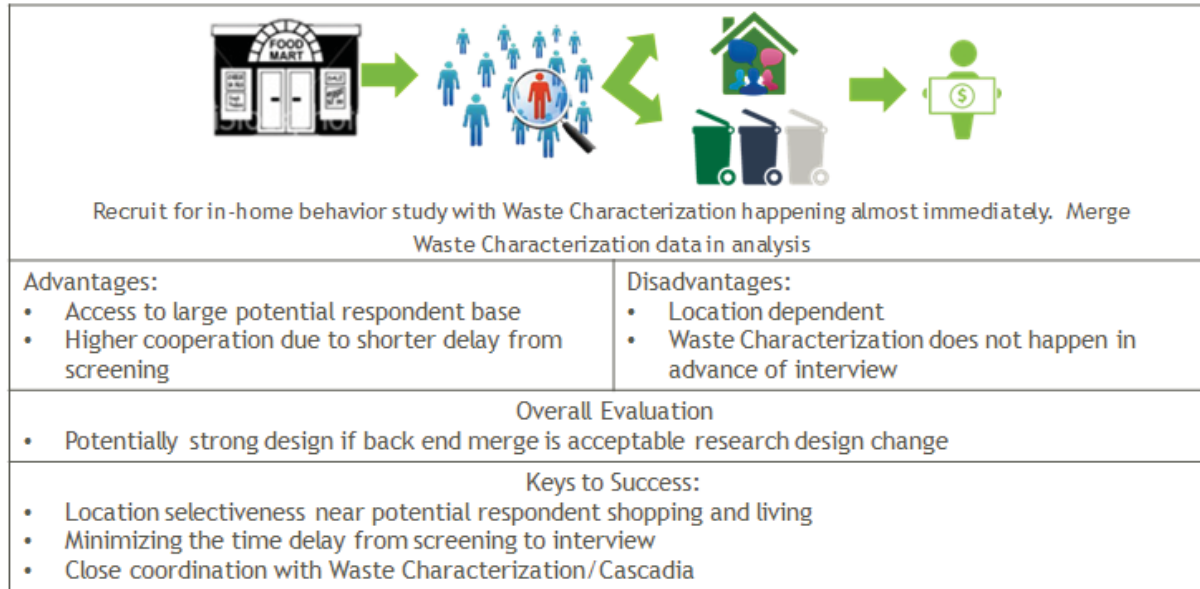 FOOD
MART
$
Recruit for in-home behavior study with Waste Characterization happening almost immediately. Merge
Waste Characterization data in analysis
Advantages:
• Access to large potential respondent base
• Higher cooperation due to shorter delay from
screening
Disadvantages:
• Location dependent
• Waste Characterization does not happen in
advance of interview
Overall Evaluation
• Potentially strong design if back end merge is acceptable research design change
Keys to Success:
• Location selectiveness near potential respondent shopping and living
• Minimizing the time delay from screening to interview
• Close coordination with Waste Characterization/Cascadia